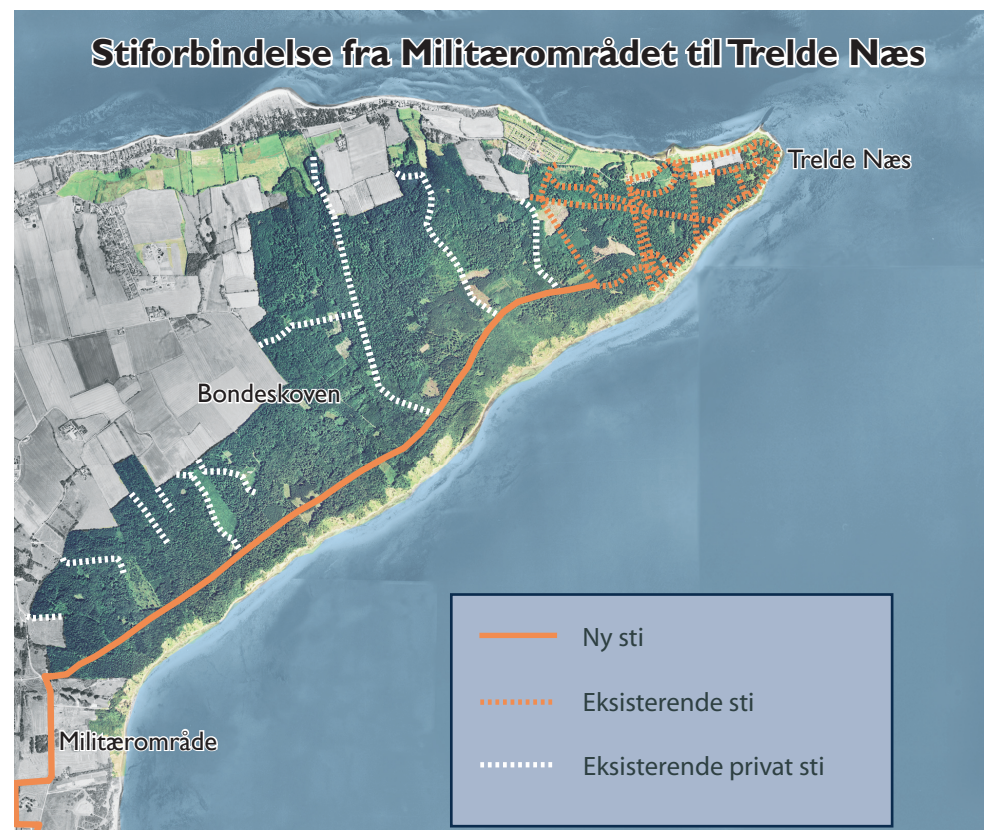 Stiforbindelse fra Militærområdet til Trelde Næs
Trelde Næs
Bondeskoven
Militærområde
Ny sti
Eksisterende sti
Eksisterende privat sti